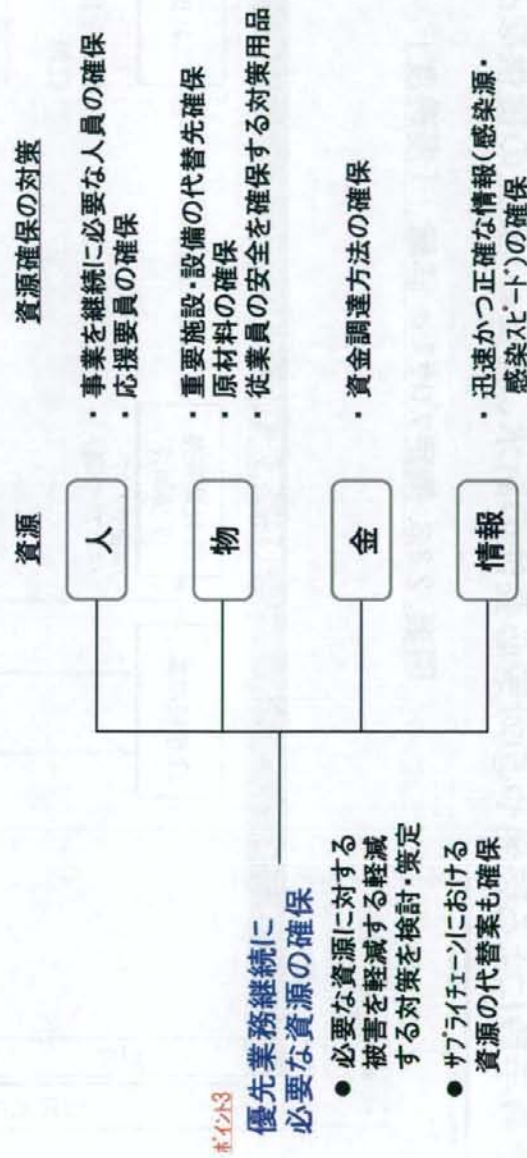 ポイント3
優先業務継続に
必要な資源の確保
● 必要な資源に対する
被害を軽減する軽減
する対策を検討・策定
● サプライチェーンにおける
資源の代替案も確保
資源
資源確保の対策
人
・事業を継続に必要な人員の確保
・応援要員の確保
物
・重要施設・設備の代替先確保
・原材料の確保
・従業員の安全を確保する対策用品
金
・資金調達方法の確保
情報
・迅速かつ正確な情報(感染源・
感染スピード)の確保